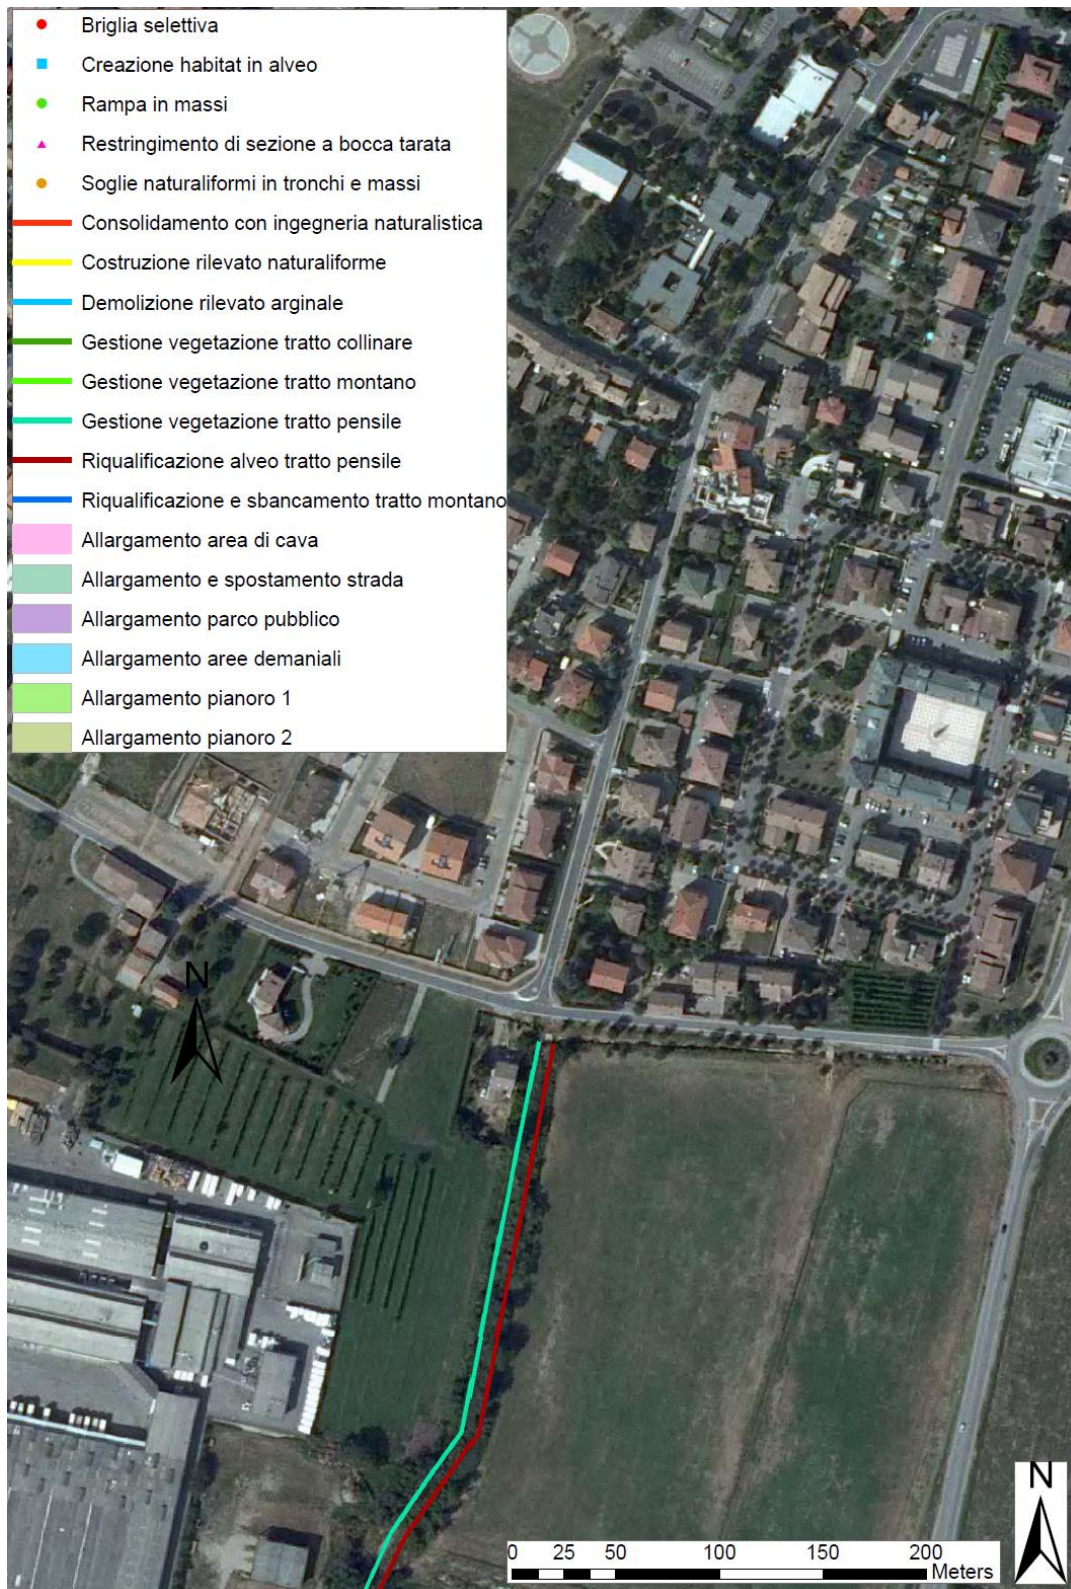 Briglia selettiva
Creazione habitat in alveo
Rampa in massi
Restringimento di sezione a bocca tarata
Soglie naturaliformi in tronchi e massi
Consolidamento con ingegneria naturalistica
Costruzione rilevato naturaliforme
Demolizione rilevato arginale
Gestione vegetazione tratto collinare
Gestione vegetazione tratto montano
Gestione vegetazione tratto pensile
Riqualificazione alveo tratto pensile
Riqualificazione e sbancamento tratto montano
Allargamento area di cava
Allargamento e spostamento strada
Allargamento parco pubblico
Allargamento aree demaniali
Allargamento pianoro 1
Allargamento pianoro 2
N
N
0 25 50 100 150 200
Meters